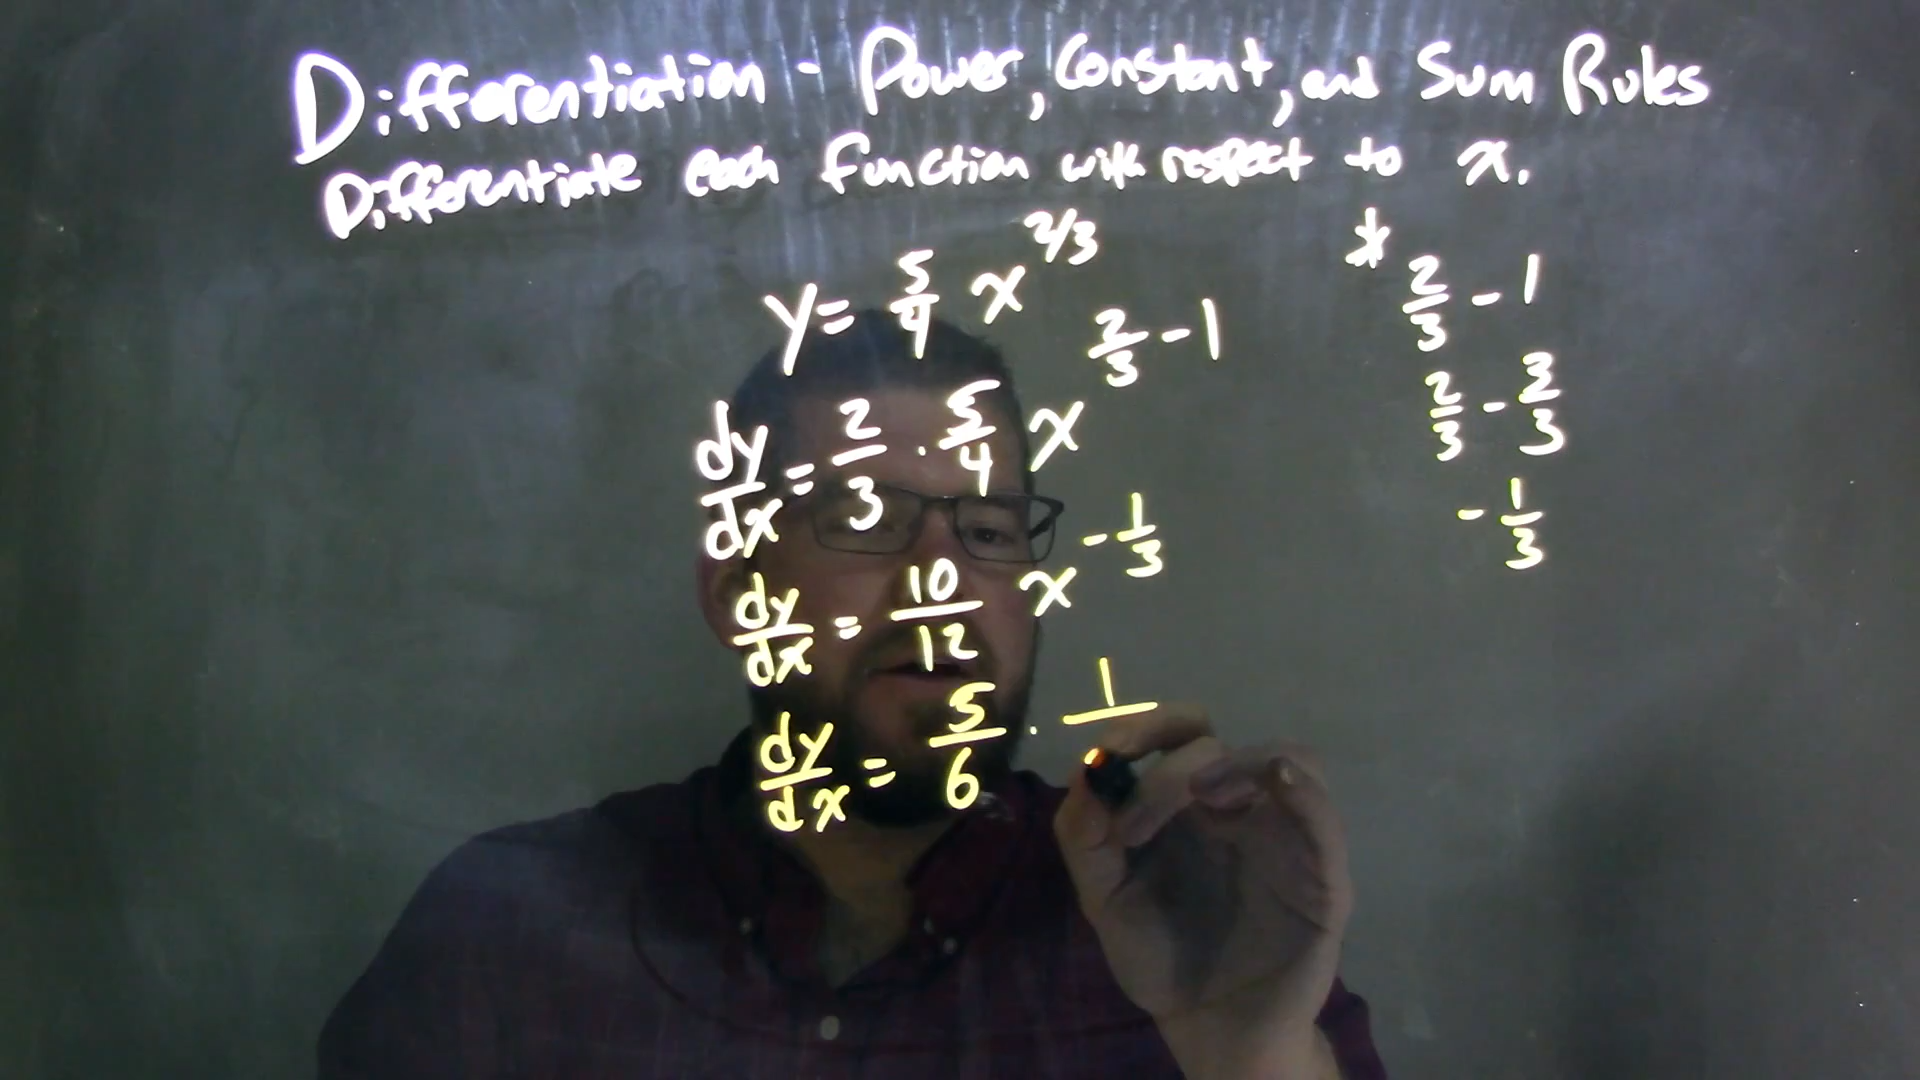 Differentiation - Power, Constant, and Sum Rules
Differentiate each function with respect to x.
y = 5/4 x^2/3
dy/dx = 2/3 · 5/4 x^2/3 - 1
dy/dx = 10/12 x^-1/3
dy/dx = 5/6 · 1/
* 2/3 - 1
2/3 - 3/3
- 1/3